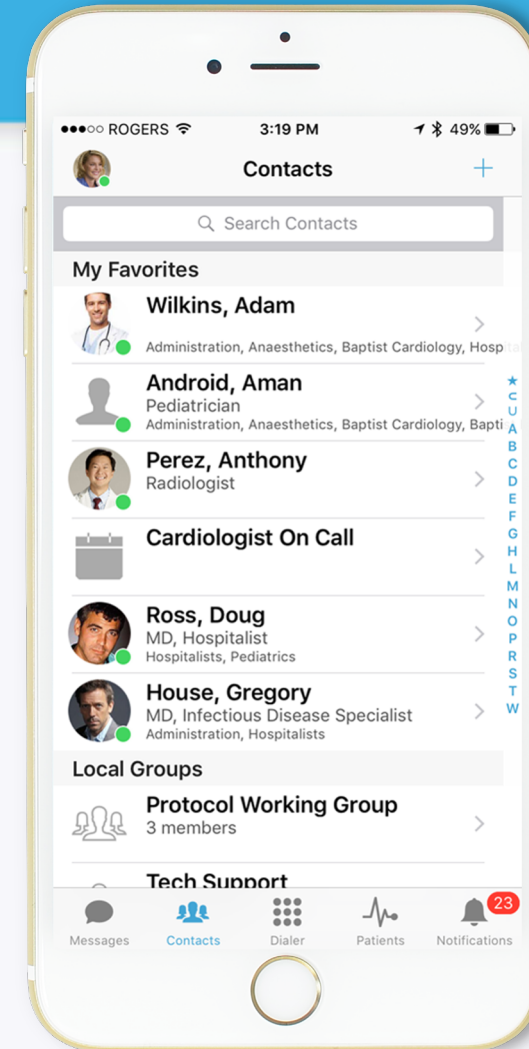 ROGERS 3:19 PM 49%
Contacts +
Search Contacts
My Favorites
Wilkins, Adam
Administration, Anaesthetics, Baptist Cardiology, Hospital
Android, Aman
Pediatrician
Administration, Anaesthetics, Baptist Cardiology, Bapti
Perez, Anthony
Radiologist
Cardiologist On Call
Ross, Doug
MD, Hospitalist
Hospitalists, Pediatrics
House, Gregory
MD, Infectious Disease Specialist
Administration, Hospitalists
Local Groups
Protocol Working Group
3 members
Tech Support
★
U
A
B
C
D
E
F
G
H
L
M
N
O
P
R
S
T
W
23
Messages Contacts Dialer Patients Notifications